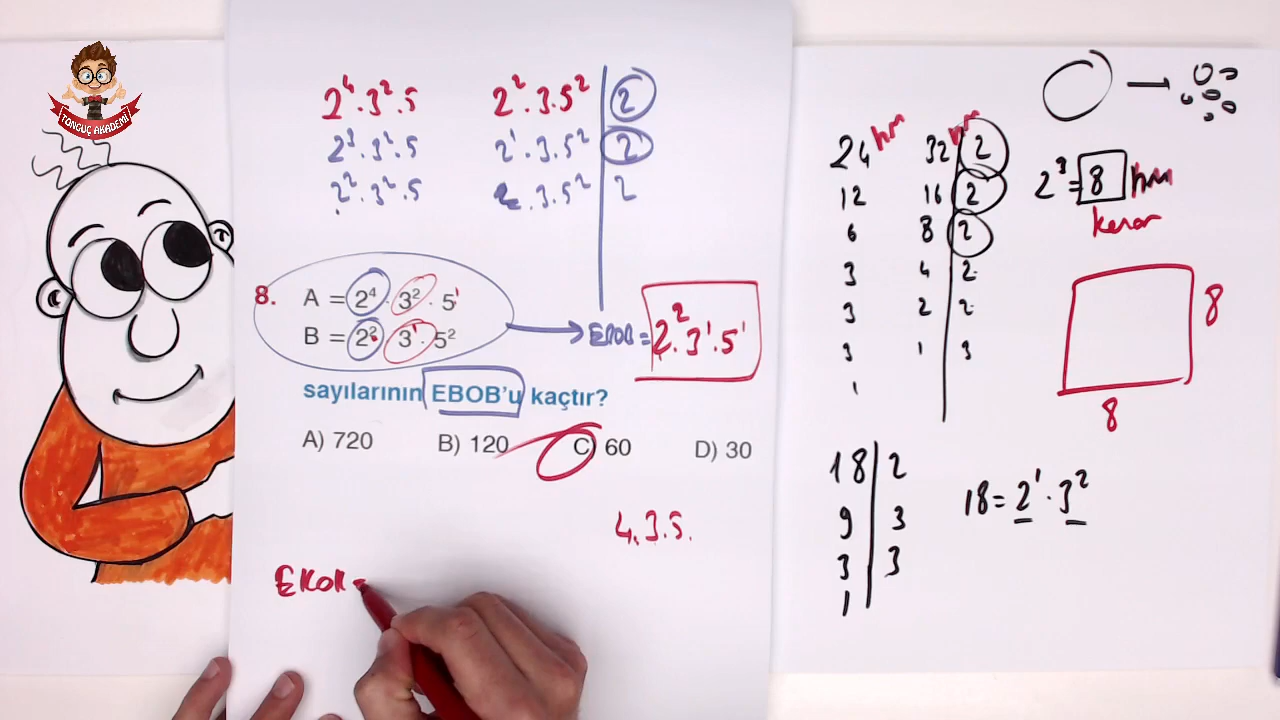 TONGUÇ AKADEMİ
2⁴.3².5 2².3.5² 2
2³.3².5 2¹.3.5² 2
2².3².5 2.3.5² 2
8. A = 2⁴ · 3² · 5¹
B = 2² · 3¹ · 5²
EBOB = 2².3¹.5¹
sayılarının EBOB’u kaçtır?
A) 720 B) 120 C) 60 D) 30
4.3.5.
EKOK =
24 hm 32 hm 2
12 16 2
6 8 2
3 4 2
3 2 2
3 1 3
1
2³ = 8 hm
kenar
8
8
18 2
9 3
3 3
1
18 = 2¹ · 3²